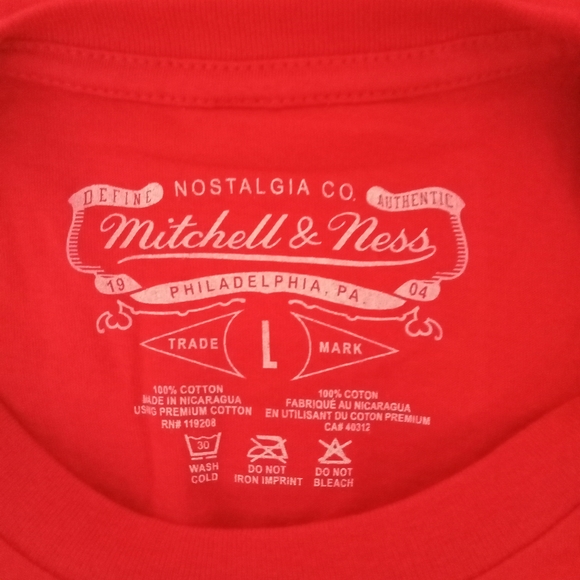 DEFINE NOSTALGIA CO. AUTHENTIC
Mitchell & Ness
19 PHILADELPHIA, PA. 04
TRADE L MARK
100% COTTON
MADE IN NICARAGUA
USING PREMIUM COTTON
RN# 119208
100% COTON
FABRIQUÉ AU NICARAGUA
EN UTILISANT DU COTON PREMIUM
CA# 40312
30
WASH
COLD
DO NOT
IRON IMPRINT
DO NOT
BLEACH